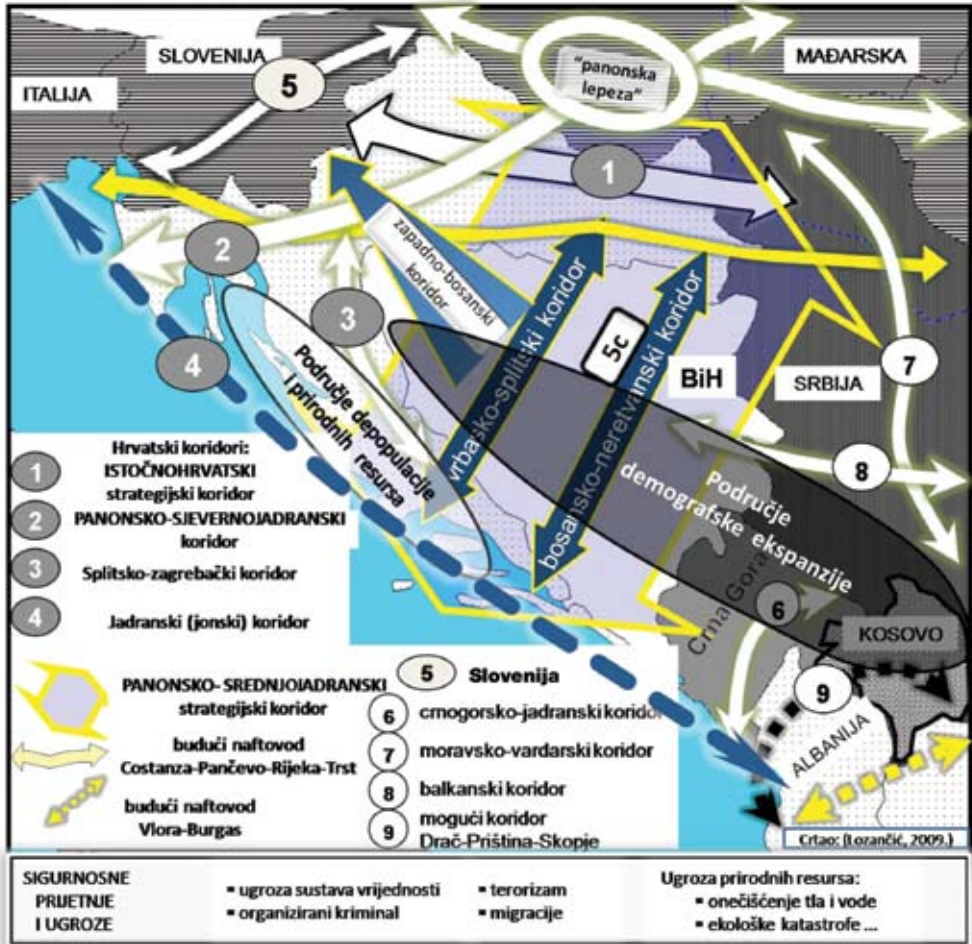 SLOVENIJA
MAĐARSKA
"panonska
lepeza"
ITALIJA
5
1
2
zapadno-bosanski
koridor
3
4
Područje depopulacije
i prirodnih resursa
vrbasko-splitski koridor
5c
bosansko-neretvanski koridor
BiH
SRBIJA
7
8
Područje
demografske ekspanzije
Crna Gora
6
KOSOVO
9
ALBANIJA
Hrvatski koridori:
1 ISTOČNOHRVATSKI
strategijski koridor
2 PANONSKO-SJEVERNOJADRANSKI
koridor
3 Splitsko-zagrebački koridor
4 Jadranski (jonski) koridor
PANONSKO-SREDNJOJADRANSKI
strategijski koridor
budući naftovod
Costanza-Pančevo-Rijeka-Trst
budući naftovod
Vlora-Burgas
5 Slovenija
6 crnogorsko-jadranski koridor
7 moravsko-vardarski koridor
8 balkanski koridor
9 mogući koridor
Drač-Priština-Skopje
Crtao: (Lozančić, 2009.)
SIGURNOSNE
PRIJETNJE
I UGROZE
▪ ugroza sustava vrijednosti
▪ organizirani kriminal
▪ terorizam
▪ migracije
Ugroza prirodnih resursa:
▪ onečišćenje tla i vode
▪ ekološke katastrofe ...